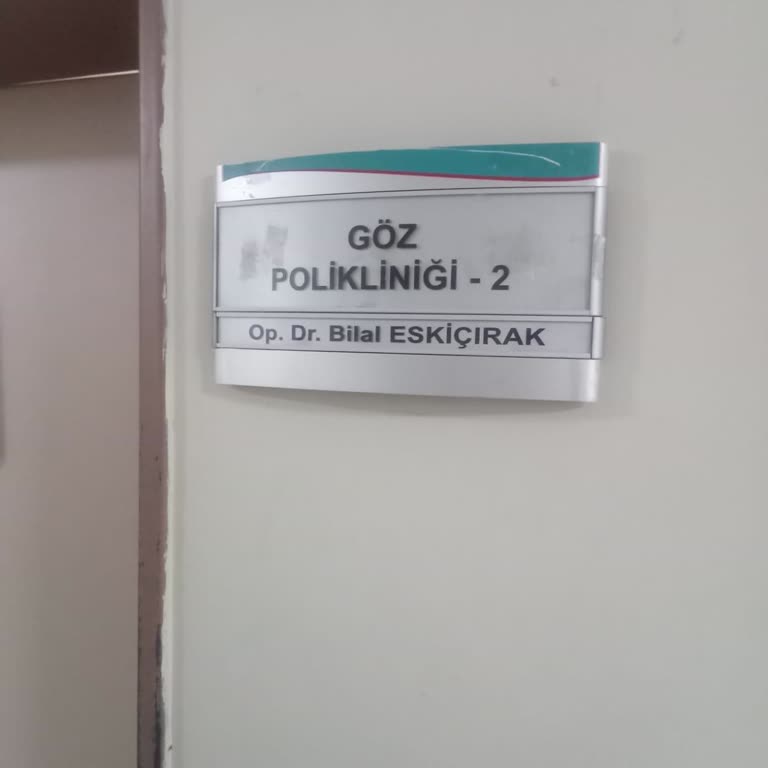 GÖZ
POLİKLİNİĞİ - 2
Op. Dr. Bilal ESKİÇIRAK